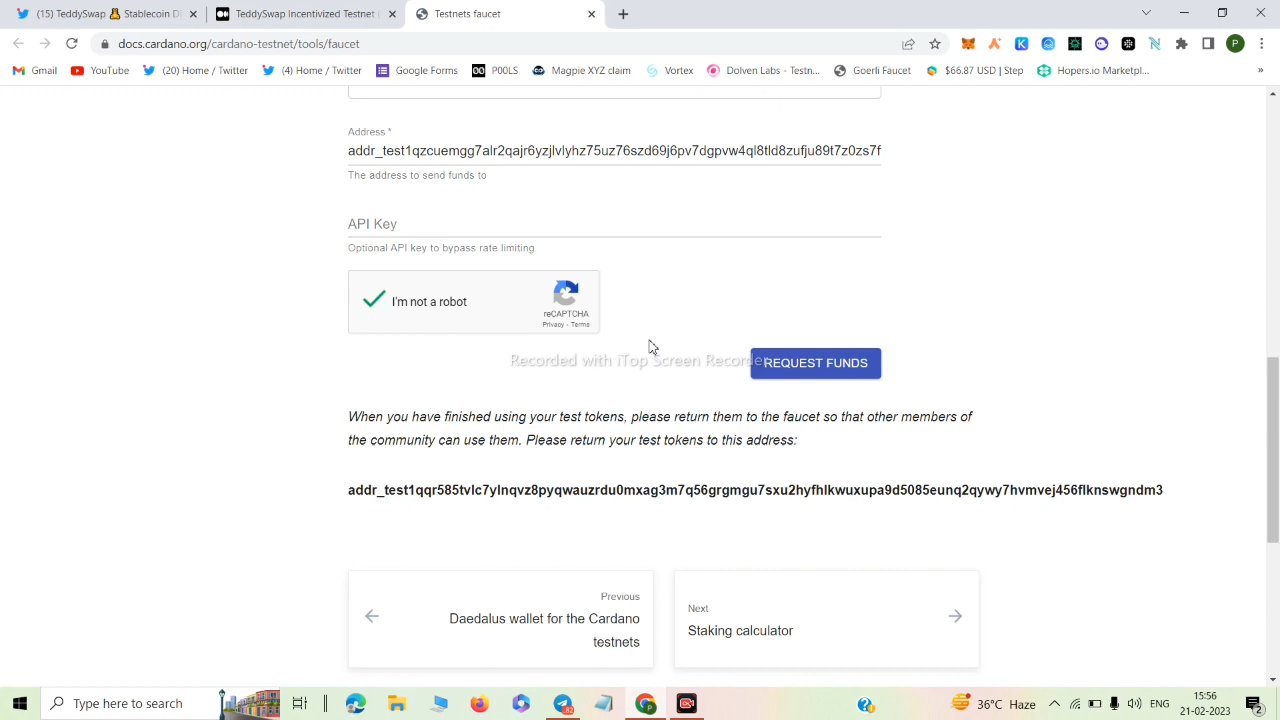 (15) TeddySwap 🧸 Stablecoin D
TeddySwap Incentivized Testnet
Testnets faucet
docs.cardano.org/cardano-testnet/tools/faucet
P
Gmail
YouTube
(20) Home / Twitter
(4) Home / Twitter
Google Forms
P00LS
Magpie XYZ claim
Vortex
Dolven Labs - Testn...
Goerli Faucet
$66.87 USD | Step
Hopers.io Marketpl...
»
Address *
addr_test1qzcuemgg7alr2qajr6yzjlvlyhz75uz76szd69j6pv7dgpvw4ql8tld8zufju89t7z0zs7f
The address to send funds to
API Key
Optional API key to bypass rate limiting
I'm not a robot
reCAPTCHA
Privacy - Terms
Recorded with iTop Screen Recorder
REQUEST FUNDS
When you have finished using your test tokens, please return them to the faucet so that other members of
the community can use them. Please return your test tokens to this address:
addr_test1qqr585tvlc7ylnqvz8pyqwauzrdu0mxag3m7q56grgmgu7sxu2hyfhlkwuxupa9d5085eunq2qywy7hvmvej456flknswgndm3
Previous
Daedalus wallet for the Cardano
testnets
Next
Staking calculator
Type here to search
82
36°C Haze
ENG
15:56
21-02-2023
2